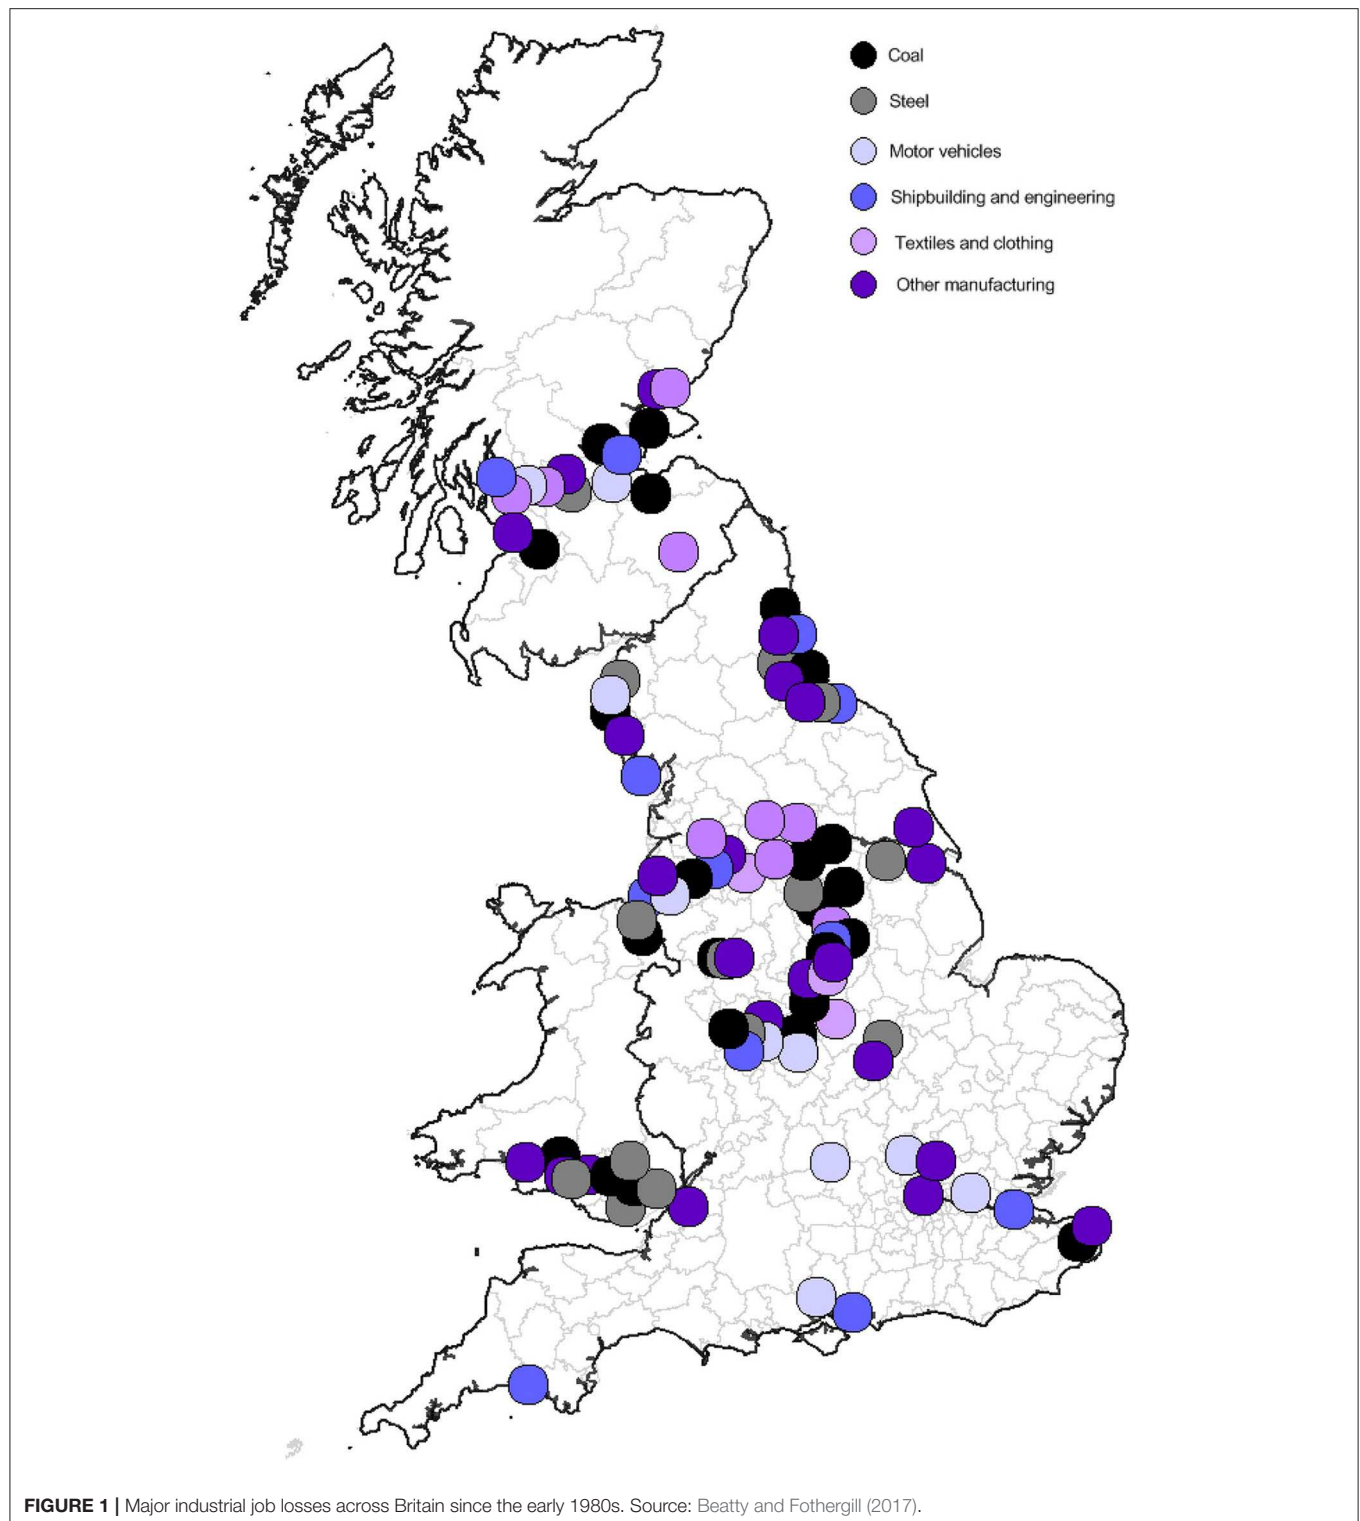 Coal
Steel
Motor vehicles
Shipbuilding and engineering
Textiles and clothing
Other manufacturing
FIGURE 1 | Major industrial job losses across Britain since the early 1980s. Source: Beatty and Fothergill (2017).